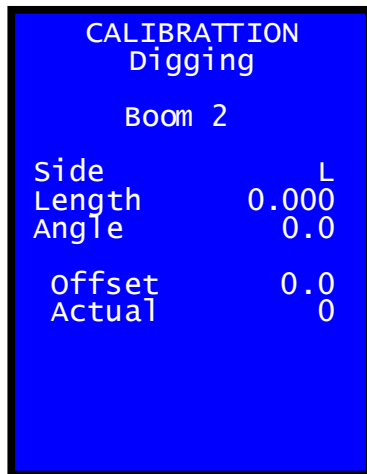 CALIBRATTION
Digging
Boom 2
Side L
Length 0.000
Angle 0.0
Offset 0.0
Actual 0